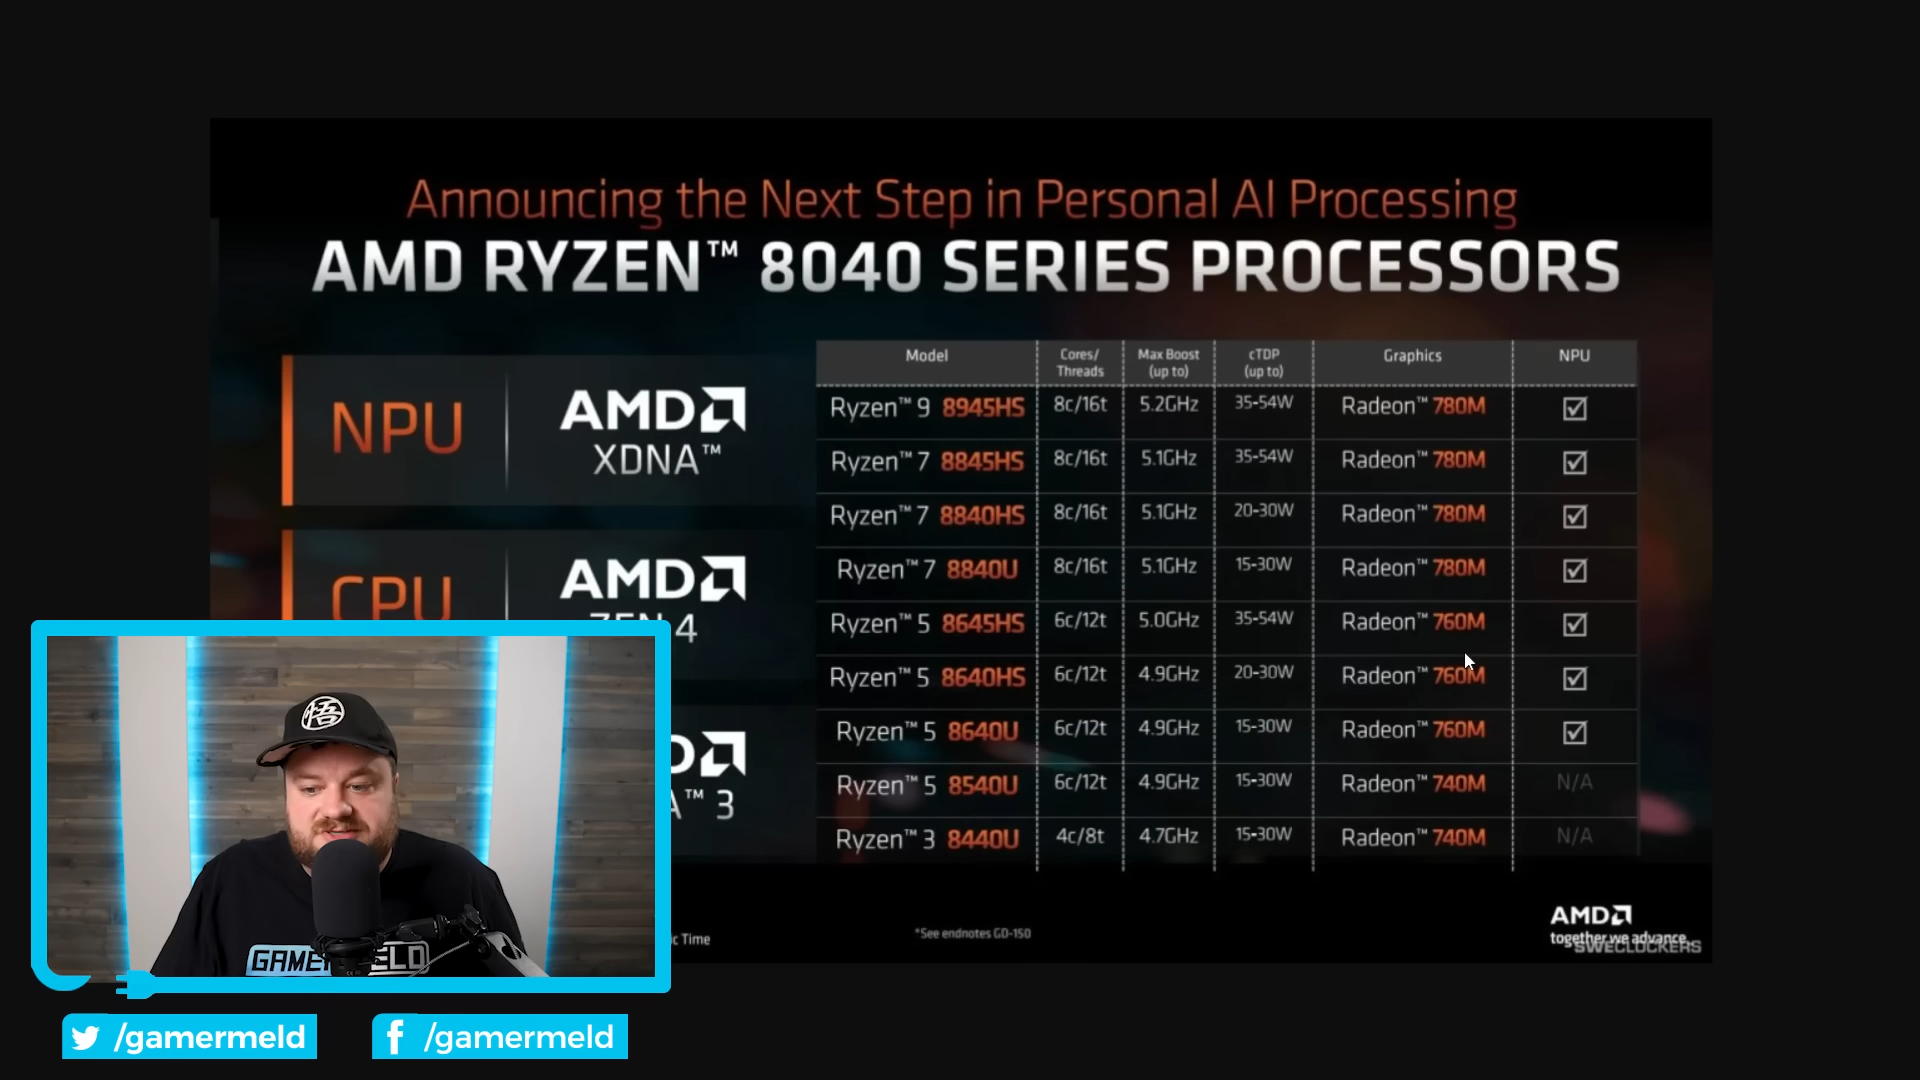 Announcing the Next Step in Personal AI Processing
AMD RYZEN™ 8040 SERIES PROCESSORS
NPU
AMD
XDNA™
CPU
AMD
4
™ 3
Model Cores/ Threads Max Boost (up to) cTDP (up to) Graphics NPU
Ryzen™ 9 8945HS 8c/16t 5.2GHz 35-54W Radeon™ 780M ☑
Ryzen™ 7 8845HS 8c/16t 5.1GHz 35-54W Radeon™ 780M ☑
Ryzen™ 7 8840HS 8c/16t 5.1GHz 20-30W Radeon™ 780M ☑
Ryzen™ 7 8840U 8c/16t 5.1GHz 15-30W Radeon™ 780M ☑
Ryzen™ 5 8645HS 6c/12t 5.0GHz 35-54W Radeon™ 760M ☑
Ryzen™ 5 8640HS 6c/12t 4.9GHz 20-30W Radeon™ 760M ☑
Ryzen™ 5 8640U 6c/12t 4.9GHz 15-30W Radeon™ 760M ☑
Ryzen™ 5 8540U 6c/12t 4.9GHz 15-30W Radeon™ 740M N/A
Ryzen™ 3 8440U 4c/8t 4.7GHz 15-30W Radeon™ 740M N/A
Time
*See endnotes GD-150
AMD
together we advance_
SWECLOCKERS
悟
/gamermeld
/gamermeld